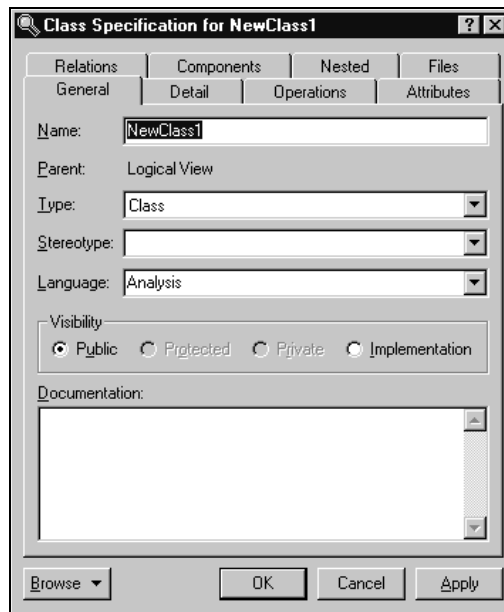 Class Specification for NewClass1
Relations Components Nested Files
General Detail Operations Attributes
Name: NewClass1
Parent: Logical View
Type: Class
Stereotype:
Language: Analysis
Visibility
Public Protected Private Implementation
Documentation:
Browse OK Cancel Apply